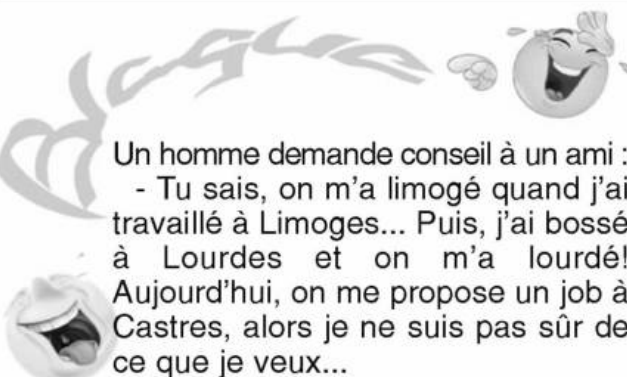 Blague
Un homme demande conseil à un ami :
- Tu sais, on m'a limogé quand j'ai
travaillé à Limoges... Puis, j'ai bossé
à Lourdes et on m'a lourdé!
Aujourd'hui, on me propose un job à
Castres, alors je ne suis pas sûr de
ce que je veux...